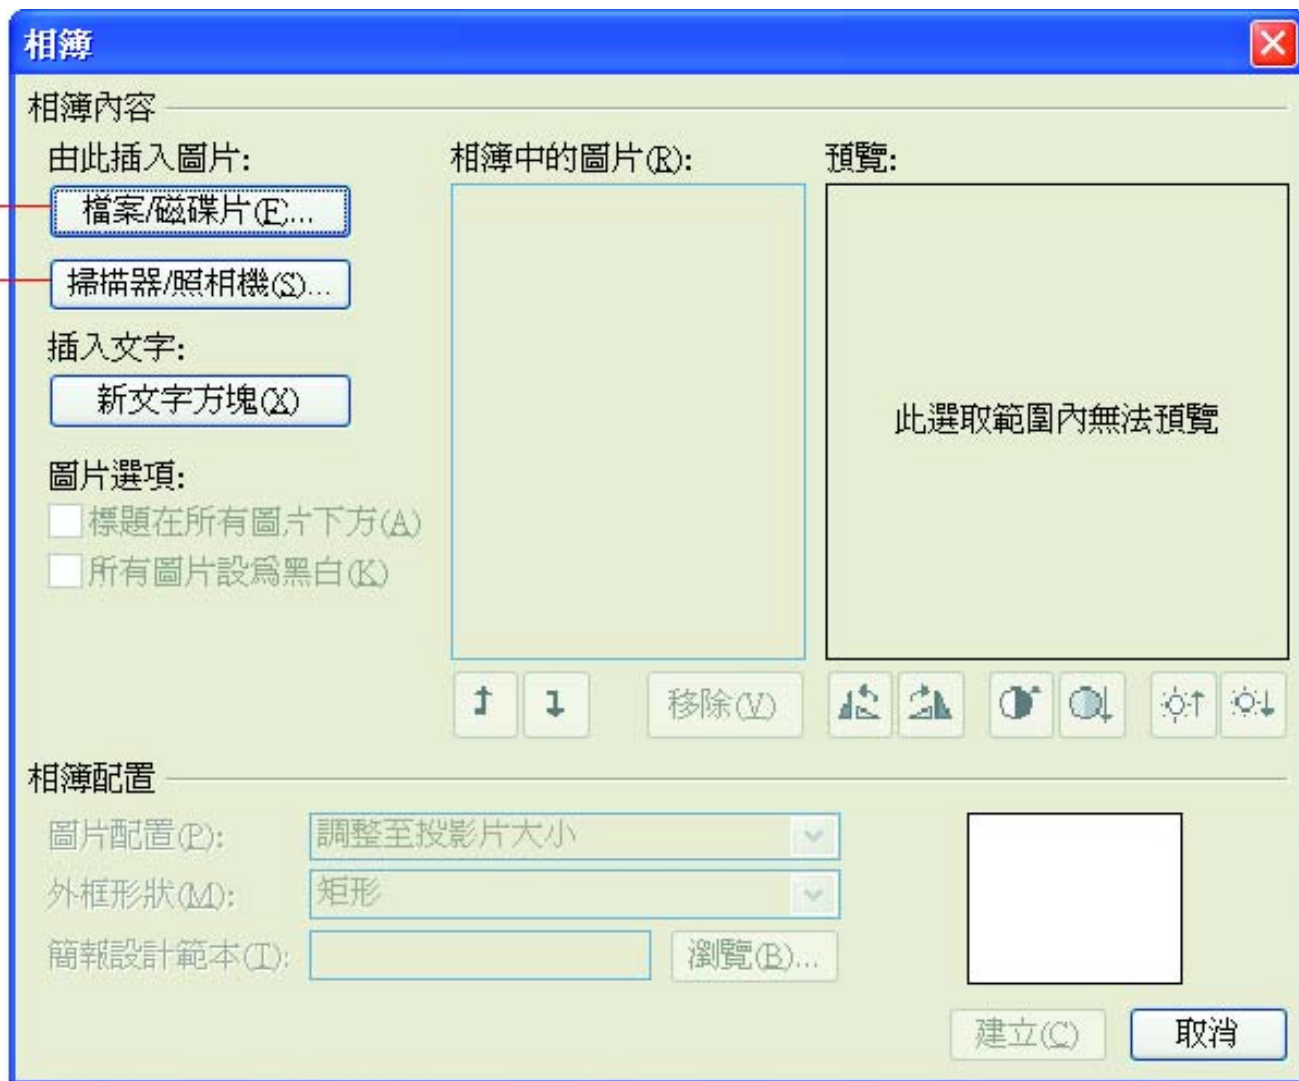 相簿
相簿內容
由此插入圖片:
檔案/磁碟片(F)...
掃描器/照相機(S)...
插入文字:
新文字方塊(X)
圖片選項:
標題在所有圖片下方(A)
所有圖片設為黑白(K)
相簿中的圖片(R):
移除(V)
預覽:
此選取範圍內無法預覽
相簿配置
圖片配置(P):
調整至投影片大小
外框形狀(M):
矩形
簡報設計範本(T):
瀏覽(B)...
建立(C)
取消